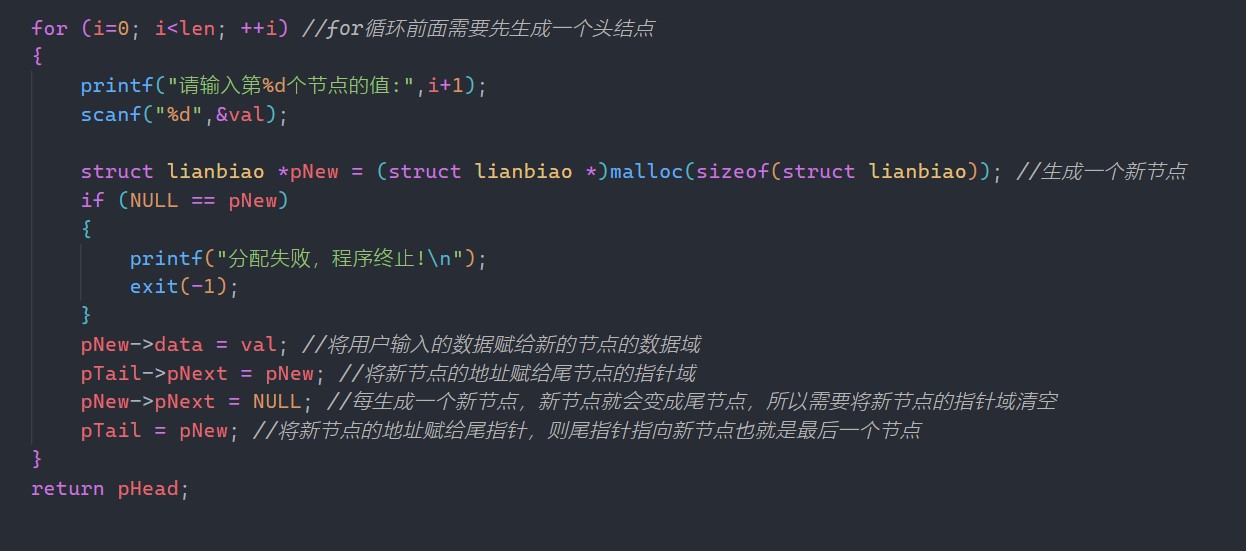 for (i=0; i<len; ++i) //for循环前面需要先生成一个头结点
{
    printf("请输入第%d个节点的值:",i+1);
    scanf("%d",&val);

    struct lianbiao *pNew = (struct lianbiao *)malloc(sizeof(struct lianbiao)); //生成一个新节点
    if (NULL == pNew)
    {
        printf("分配失败，程序终止!\n");
        exit(-1);
    }
    pNew->data = val; //将用户输入的数据赋给新的节点的数据域
    pTail->pNext = pNew; //将新节点的地址赋给尾节点的指针域
    pNew->pNext = NULL; //每生成一个新节点，新节点就会变成尾节点，所以需要将新节点的指针域清空
    pTail = pNew; //将新节点的地址赋给尾指针，则尾指针指向新节点也就是最后一个节点
}
return pHead;